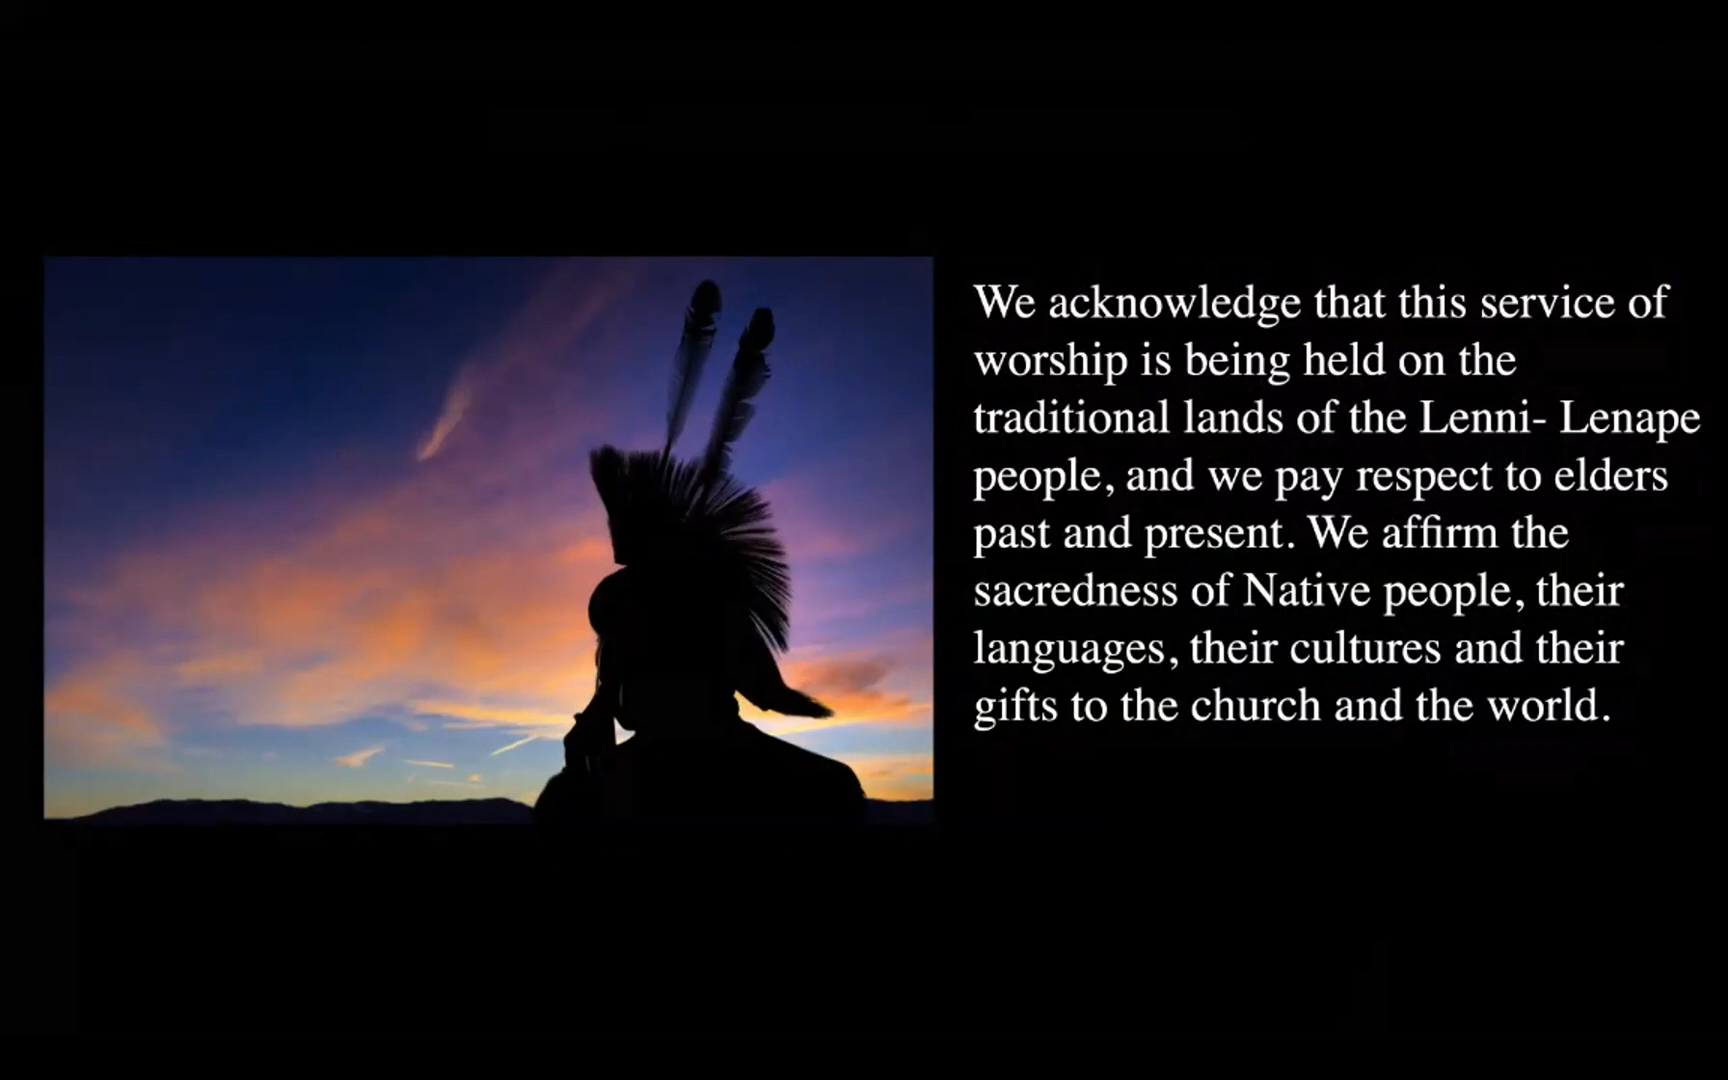 We acknowledge that this service of
worship is being held on the
traditional lands of the Lenni- Lenape
people, and we pay respect to elders
past and present. We affirm the
sacredness of Native people, their
languages, their cultures and their
gifts to the church and the world.